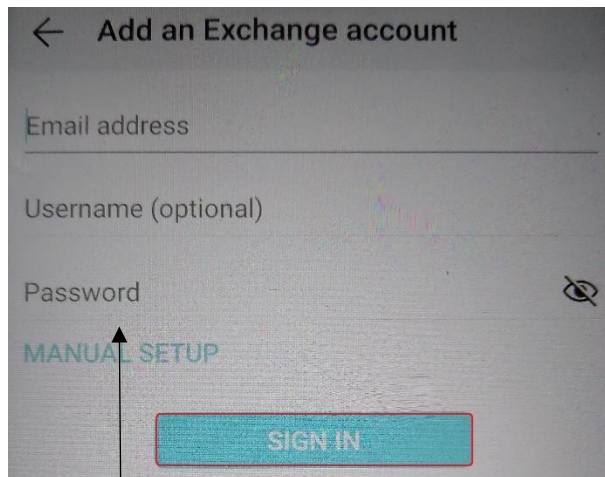 Add an Exchange account
Email address
Username (optional)
Password
MANUAL SETUP
SIGN IN